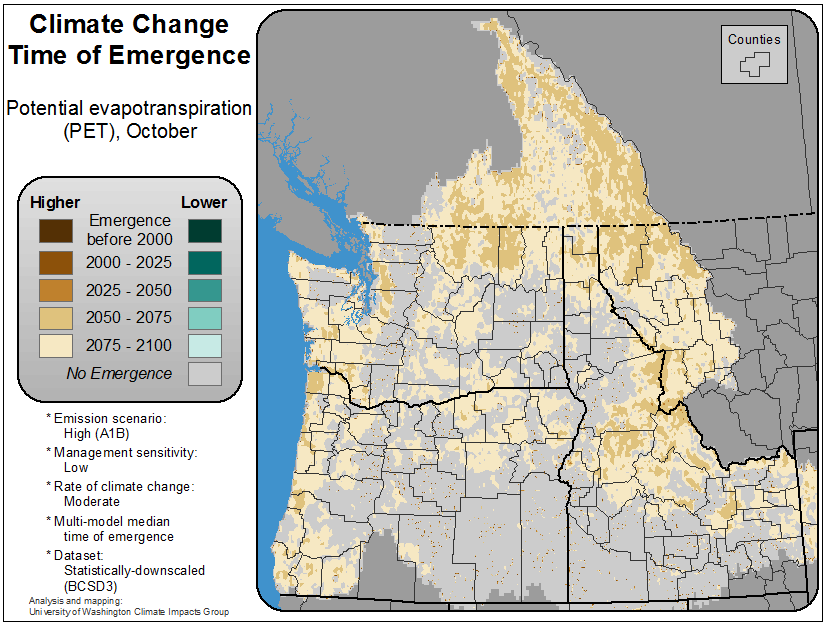 Climate Change
Time of Emergence
Potential evapotranspiration
(PET), October
Higher
Lower
Emergence
before 2000
2000 - 2025
2025 - 2050
2050 - 2075
2075 - 2100
No Emergence
* Emission scenario:
High (A1B)
* Management sensitivity:
Low
* Rate of climate change:
Moderate
* Multi-model median
time of emergence
* Dataset:
Statistically-downscaled
(BCSD3)
Analysis and mapping:
University of Washington Climate Impacts Group
Counties